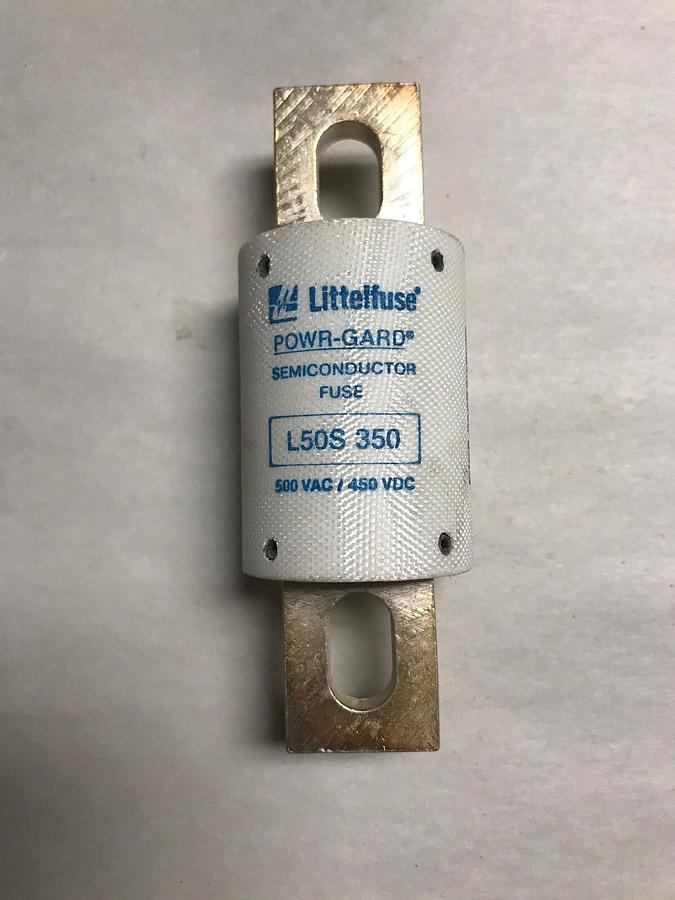 Littelfuse®
POWR-GARD®
SEMICONDUCTOR
FUSE
L50S 350
500 VAC / 450 VDC